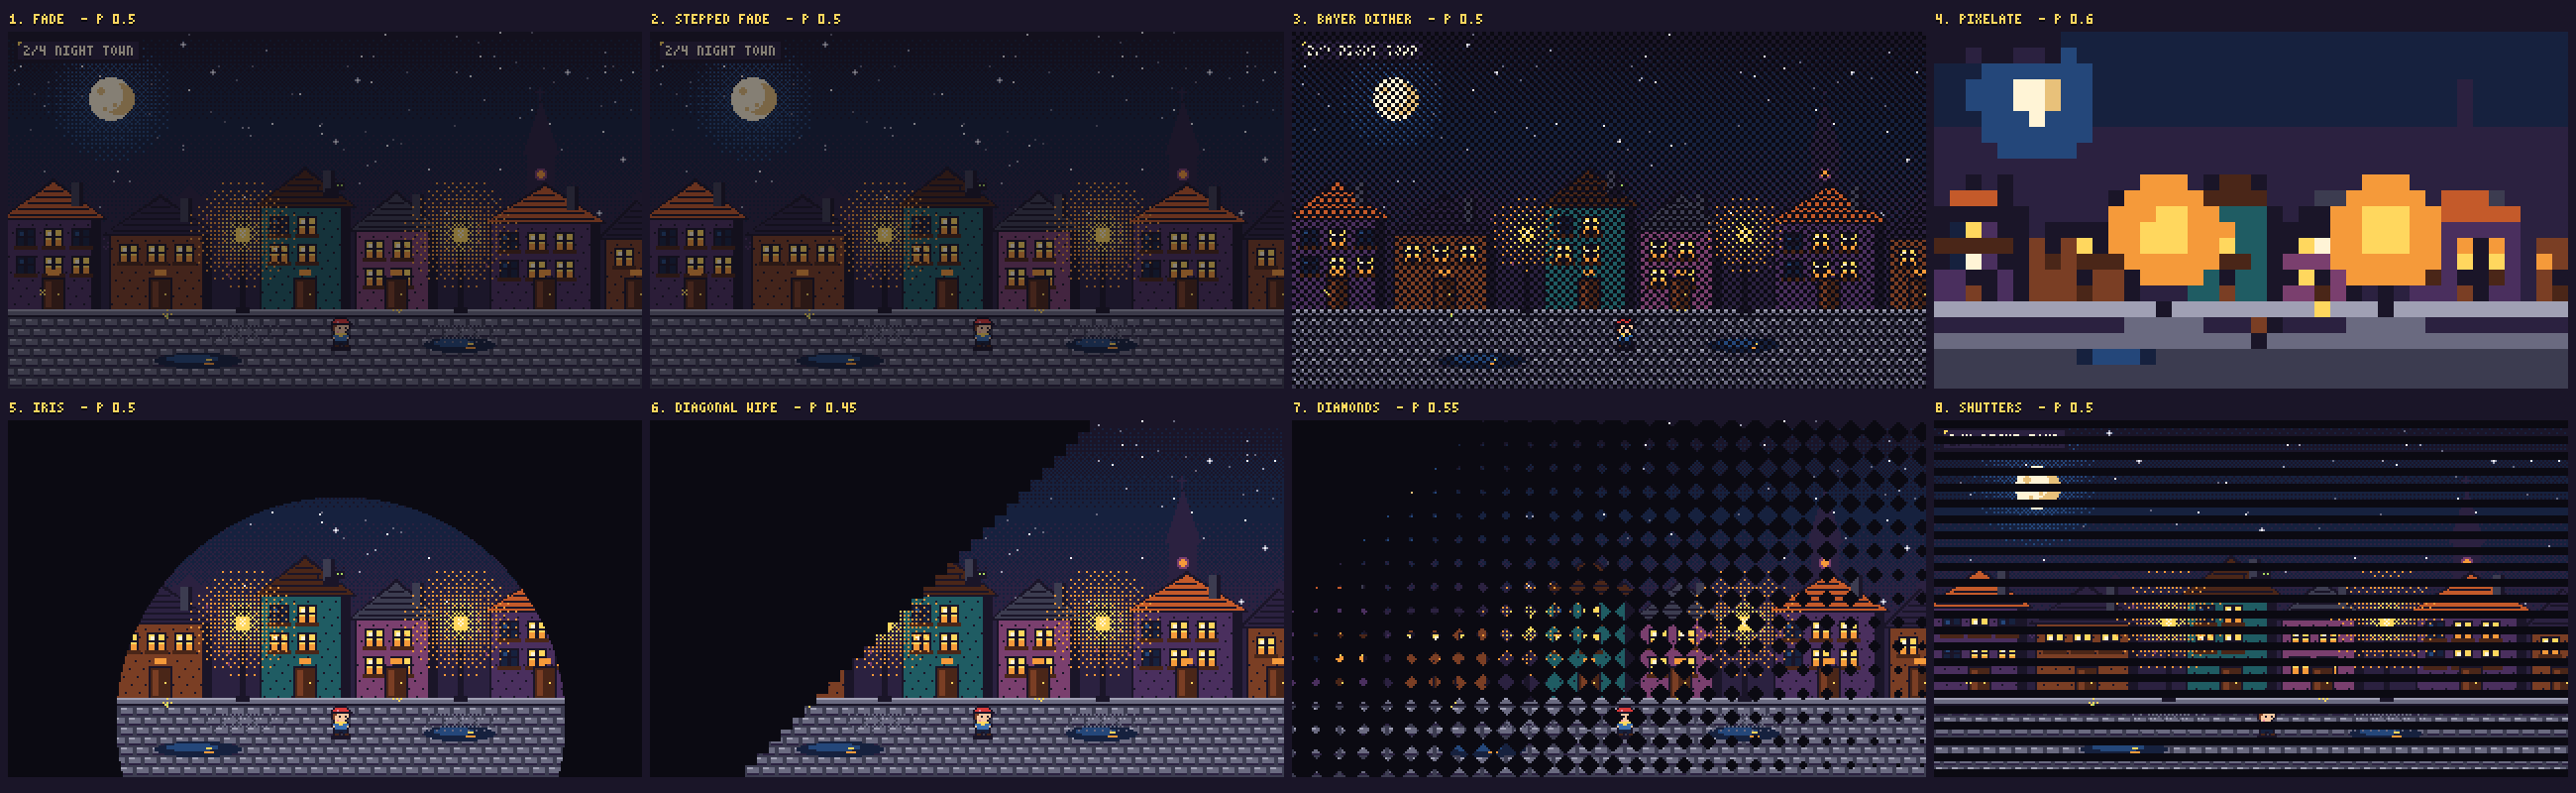 1. FADE - P 0.5
2. STEPPED FADE - P 0.5
3. BAYER DITHER - P 0.5
4. PIXELATE - P 0.6
2/4 NIGHT TOWN
2/4 NIGHT TOWN
5. IRIS - P 0.5
6. DIAGONAL WIPE - P 0.45
7. DIAMONDS - P 0.55
8. SHUTTERS - P 0.5